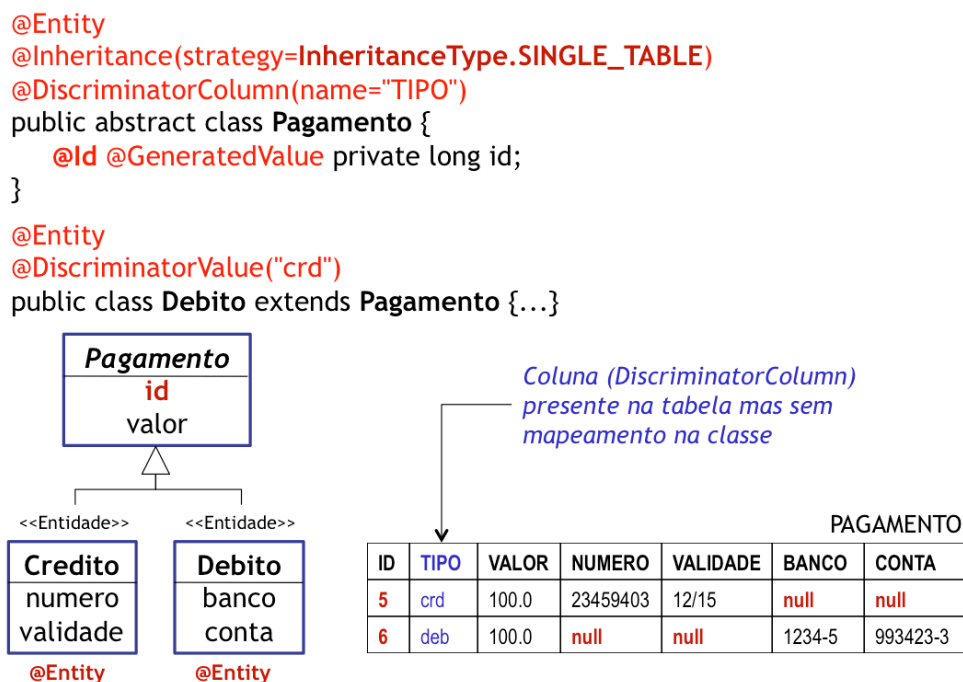 @Entity
@Inheritance(strategy=InheritanceType.SINGLE_TABLE)
@DiscriminatorColumn(name="TIPO")
public abstract class Pagamento {
@Id @GeneratedValue private long id;
}
@Entity
@DiscriminatorValue("crd")
public class Debito extends Pagamento {...}
Pagamento
id
valor
<<Entidade>> <<Entidade>>
Credito
numero
validade
@Entity
Debito
banco
conta
@Entity
Coluna (DiscriminatorColumn)
presente na tabela mas sem
mapeamento na classe
PAGAMENTO
ID TIPO VALOR NUMERO VALIDADE BANCO CONTA
5 crd 100.0 23459403 12/15 null null
6 deb 100.0 null null 1234-5 993423-3